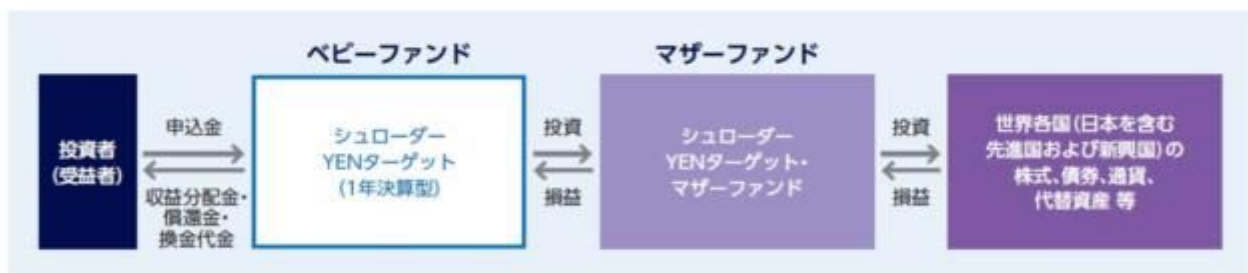 ベビーファンド
マザーファンド
投資者
(受益者)
申込金
収益分配金・
償還金・
換金代金
シュローダー
YENターゲット
(1年決算型)
投資
損益
シュローダー
YENターゲット・
マザーファンド
投資
損益
世界各国(日本を含む
先進国および新興国)の
株式、債券、通貨、
代替資産 等